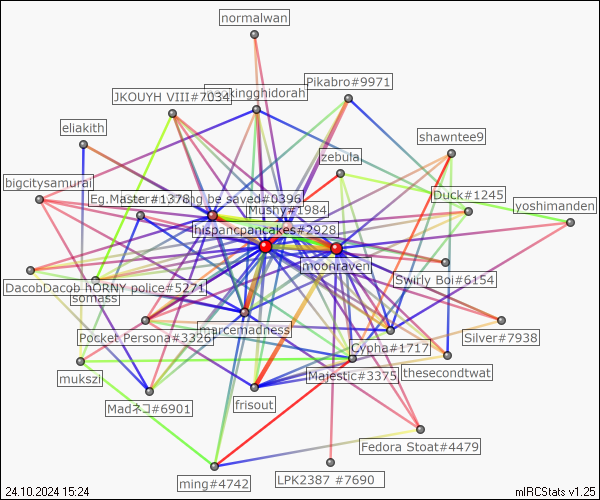 normalwan
Pikabro#9971
JKOUYH VIII#7034
kingghidorah
eliakith
shawntee9
zebula
bigcitysamurai
Eg.Master#1378
ng be saved#0396
Duck#1245
Mushy#1984
yoshimanden
hispancpancakes#2928
moonraven
Swirly Boi#6154
DacobDacob hORNY police#5271
somass
marcemadness
Pocket Persona#3326
Silver#7938
Cypha#1717
thesecondtwat
mukszi
Majestic#3375
Madネコ#6901
frisout
Fedora Stoat#4479
ming#4742
LPK2387 #7690
24.10.2024 15:24
mIRCStats v1.25